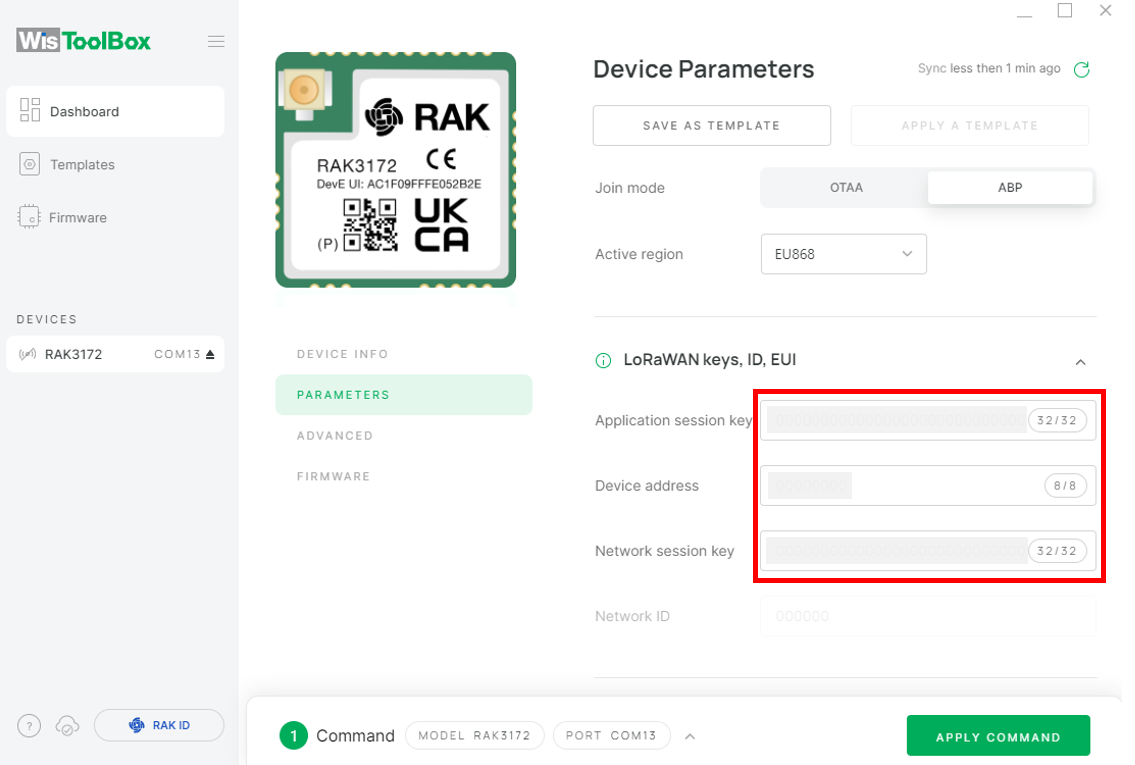 WisToolBox
Dashboard
Templates
Firmware
DEVICES
RAK3172 COM13
? RAK ID
RAK
RAK3172 CE
DevE UI: AC1F09FFFE052B2E
(P) UK
CA
DEVICE INFO
PARAMETERS
ADVANCED
FIRMWARE
Device Parameters Sync less then 1 min ago
SAVE AS TEMPLATE APPLY A TEMPLATE
Join mode OTAA ABP
Active region EU868
LoRaWAN keys, ID, EUI
Application session key 32/32
Device address 00000000 8/8
Network session key 32/32
Network ID 000000
1 Command MODEL RAK3172 PORT COM13 APPLY COMMAND